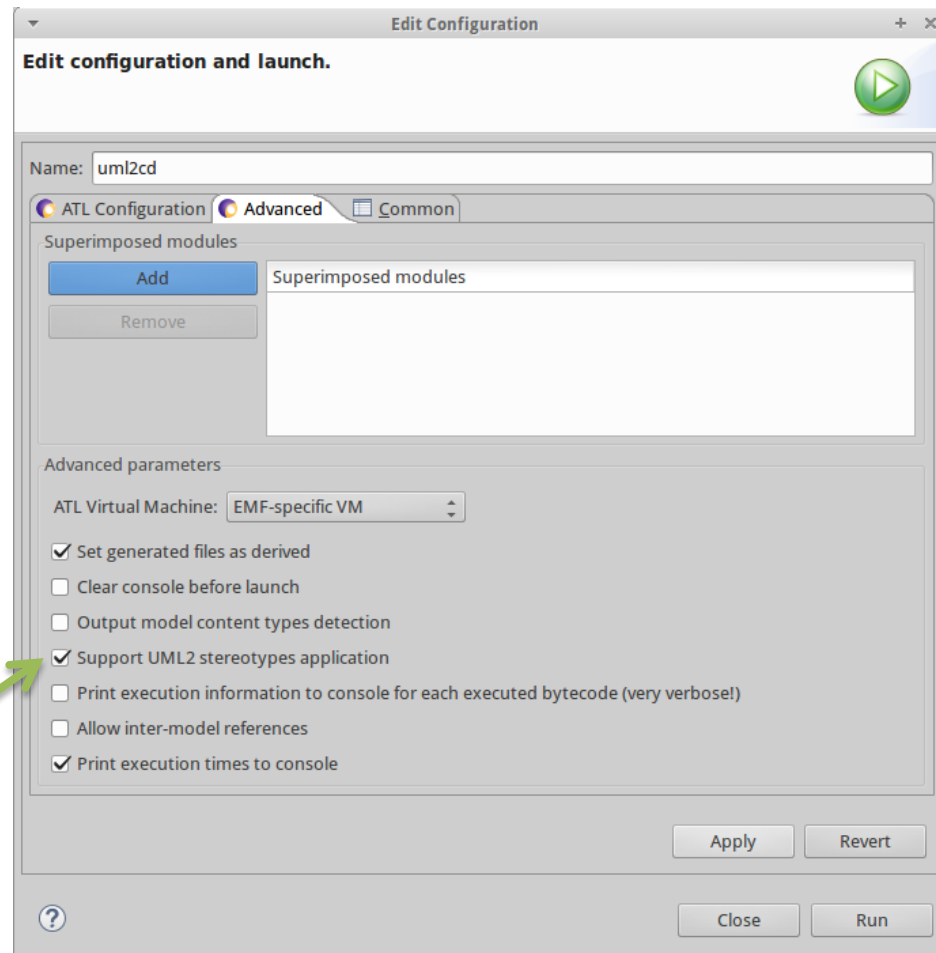 Edit Configuration
Edit configuration and launch.
Name: uml2cd
ATL Configuration Advanced Common
Superimposed modules
Add Superimposed modules
Remove
Advanced parameters
ATL Virtual Machine: EMF-specific VM
Set generated files as derived
Clear console before launch
Output model content types detection
Support UML2 stereotypes application
Print execution information to console for each executed bytecode (very verbose!)
Allow inter-model references
Print execution times to console
Apply Revert
? Close Run